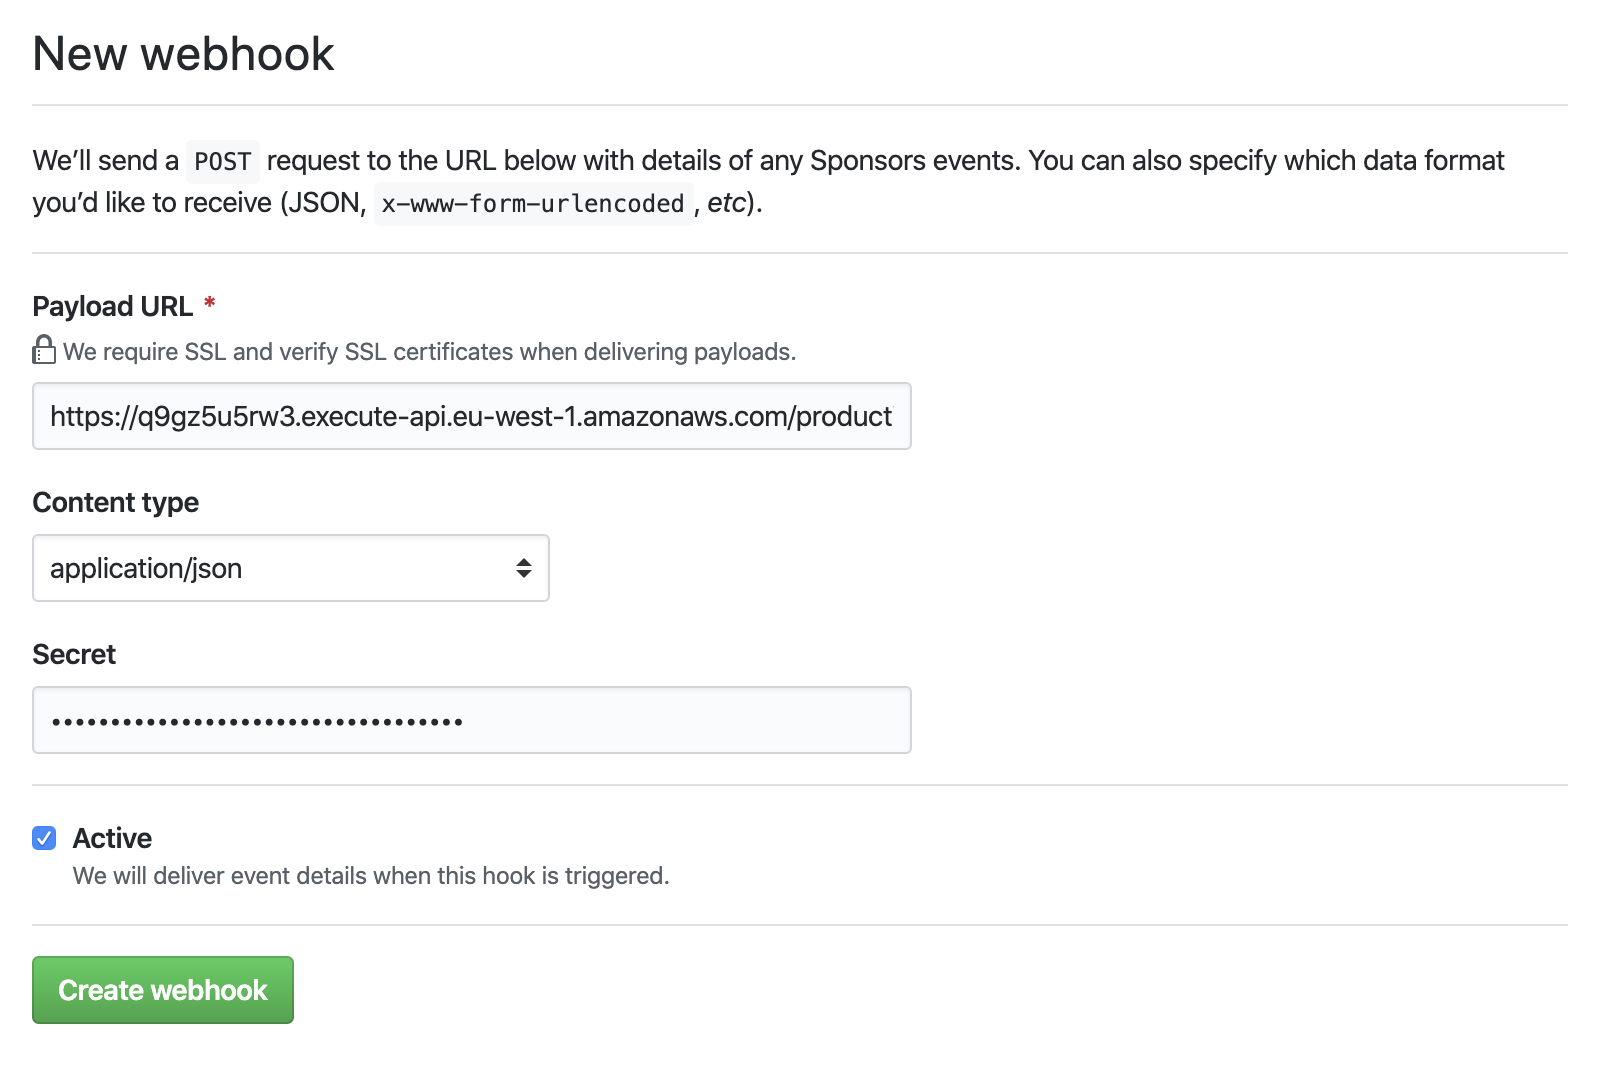 New webhook
We’ll send a POST request to the URL below with details of any Sponsors events. You can also specify which data format
you’d like to receive (JSON, x-www-form-urlencoded, etc).
Payload URL *
We require SSL and verify SSL certificates when delivering payloads.
https://q9gz5u5rw3.execute-api.eu-west-1.amazonaws.com/product
Content type
application/json
Secret
•••••••••••••••••••••••••••••••••••
Active
We will deliver event details when this hook is triggered.
Create webhook